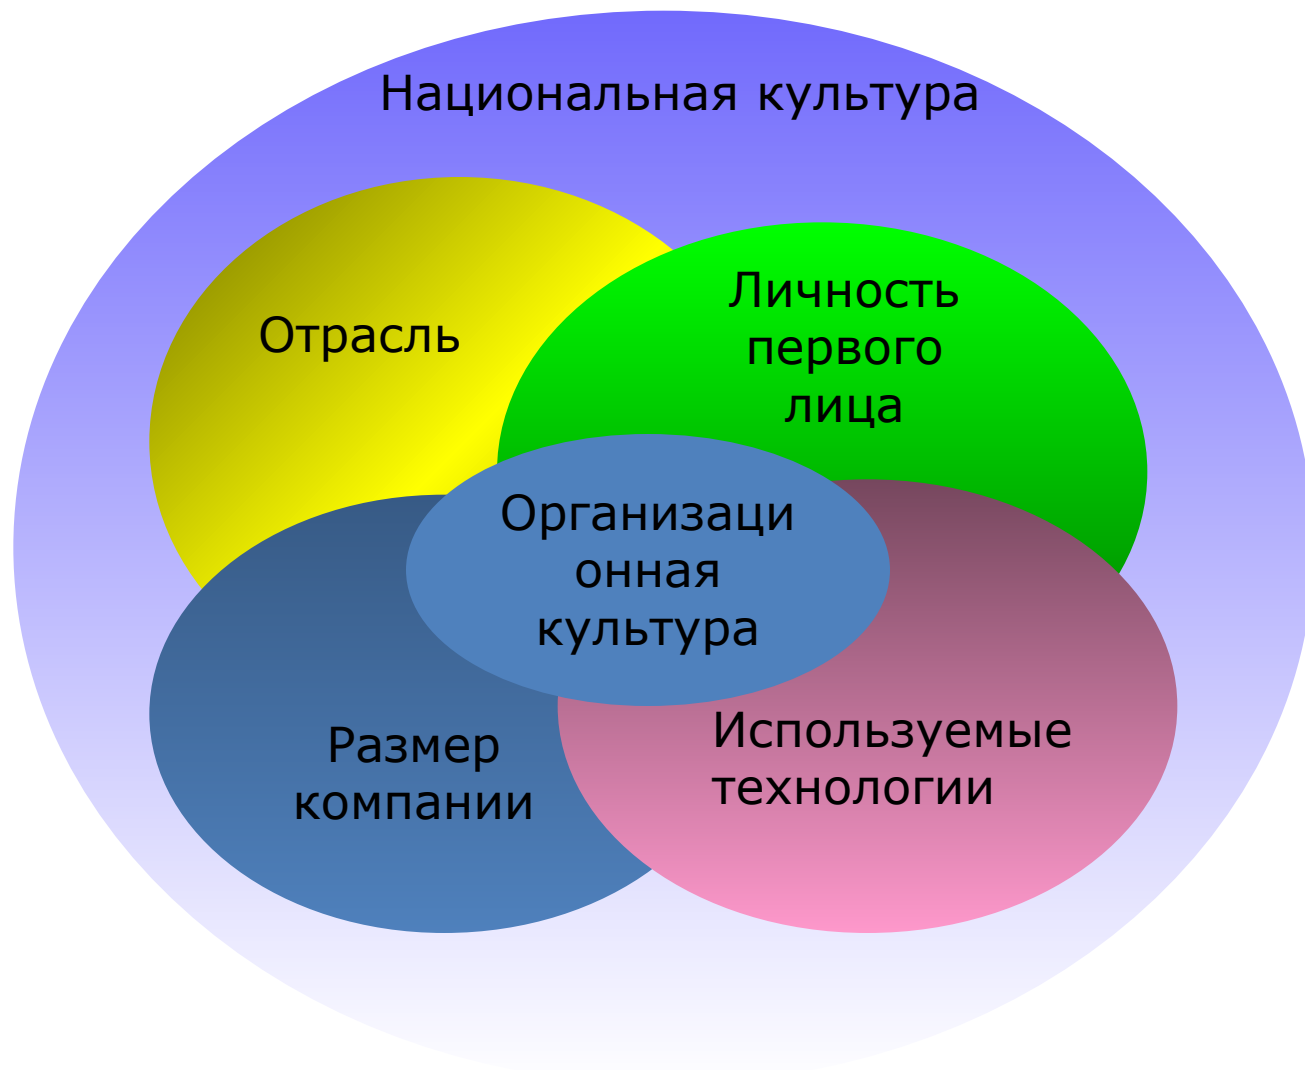 Национальная культура
Отрасль
Личность
первого
лица
Организаци
онная
культура
Размер
компании
Используемые
технологии